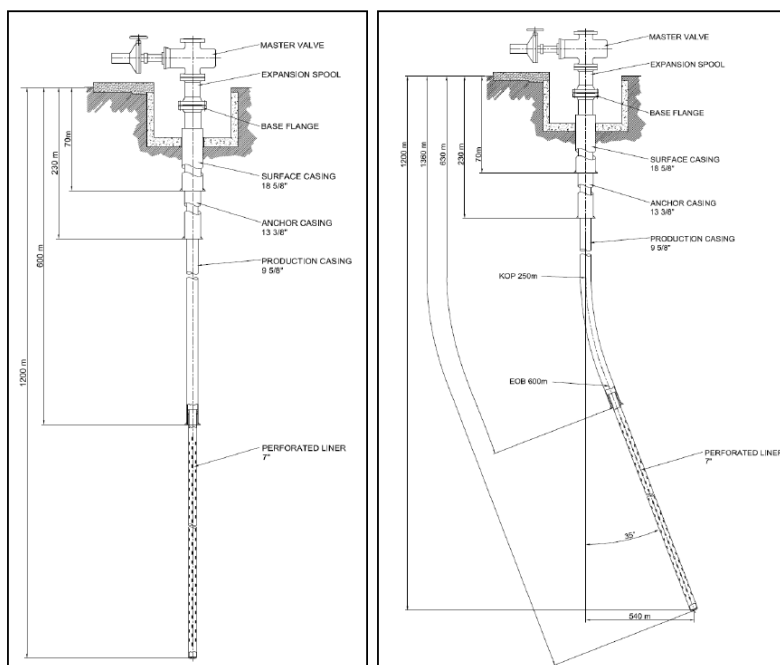 MASTER VALVE
EXPANSION SPOOL
BASE FLANGE
70m
230 m
SURFACE CASING
18 5/8"
ANCHOR CASING
13 3/8"
PRODUCTION CASING
9 5/8"
600 m
1200 m
PERFORATED LINER
7"
MASTER VALVE
EXPANSION SPOOL
BASE FLANGE
1200 m
1360 m
630 m
230 m
70m
SURFACE CASING
18 5/8"
ANCHOR CASING
13 3/8"
PRODUCTION CASING
9 5/8"
KOP 250m
EOB 600m
PERFORATED LINER
7"
35°
540 m